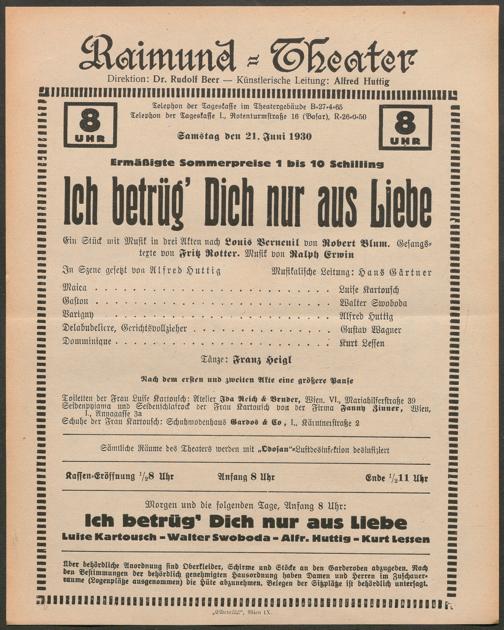 Raimund-Theater
Direktion: Dr. Rudolf Beer — Künstlerische Leitung: Alfred Huttig
8 UHR
Telephon der Tageskasse im Theatergebäude B-27-4-65
Telephon der Tageskasse I., Rotenturmstraße 16 (Basar), R-26-0-50
Samstag den 21. Juni 1930
8 UHR
Ermäßigte Sommerpreise 1 bis 10 Schilling
Ich betrüg' Dich nur aus Liebe
Ein Stück mit Musik in drei Akten nach Louis Verneuil von Robert Blum. Gesangs-
texte von Fritz Rotter. Musik von Ralph Erwin
In Szene gesetzt von Alfred Huttig Musikalische Leitung: Hans Gärtner
Maica . . . . . . . . . . Luise Kartousch
Gaston . . . . . . . . . . Walter Swoboda
Varigny . . . . . . . . . . Alfred Huttig
Delabudeliere, Gerichtsvollzieher . . . . . . . . . . Gustav Wagner
Domminique . . . . . . . . . . Kurt Lessen
Tänze: Franz Heigl
Nach dem ersten und zweiten Akte eine größere Pause
Toiletten der Frau Luise Kartousch: Atelier Ida Reich & Bruder, Wien, VI., Mariahilferstraße 39
Seidenpyjama und Seidenschlafrock der Frau Kartousch von der Firma Fanny Zinner, Wien,
I., Annagasse 3a
Schuhe der Frau Kartousch: Schuhmodenhaus Gardos & Co, I., Kärntnerstraße 2
Sämtliche Räume des Theaters werden mit „Odosan“-Luftdesinfektion desinfiziert
Kassen-Eröffnung ½8 Uhr Anfang 8 Uhr Ende ½11 Uhr
Morgen und die folgenden Tage, Anfang 8 Uhr:
Ich betrüg' Dich nur aus Liebe
Luise Kartousch - Walter Swoboda - Alfr. Huttig - Kurt Lessen
Über behördliche Anordnung sind Oberkleider, Schirme und Stöcke an den Garderoben abzugeben. Nach
den Bestimmungen der behördlich genehmigten Hausordnung haben Damen und Herren im Zuschauer-
raume (Logenplätze ausgenommen) die Hüte abzunehmen. Belegen der Sitzplätze ist behördlich untersagt.
Wien IX.